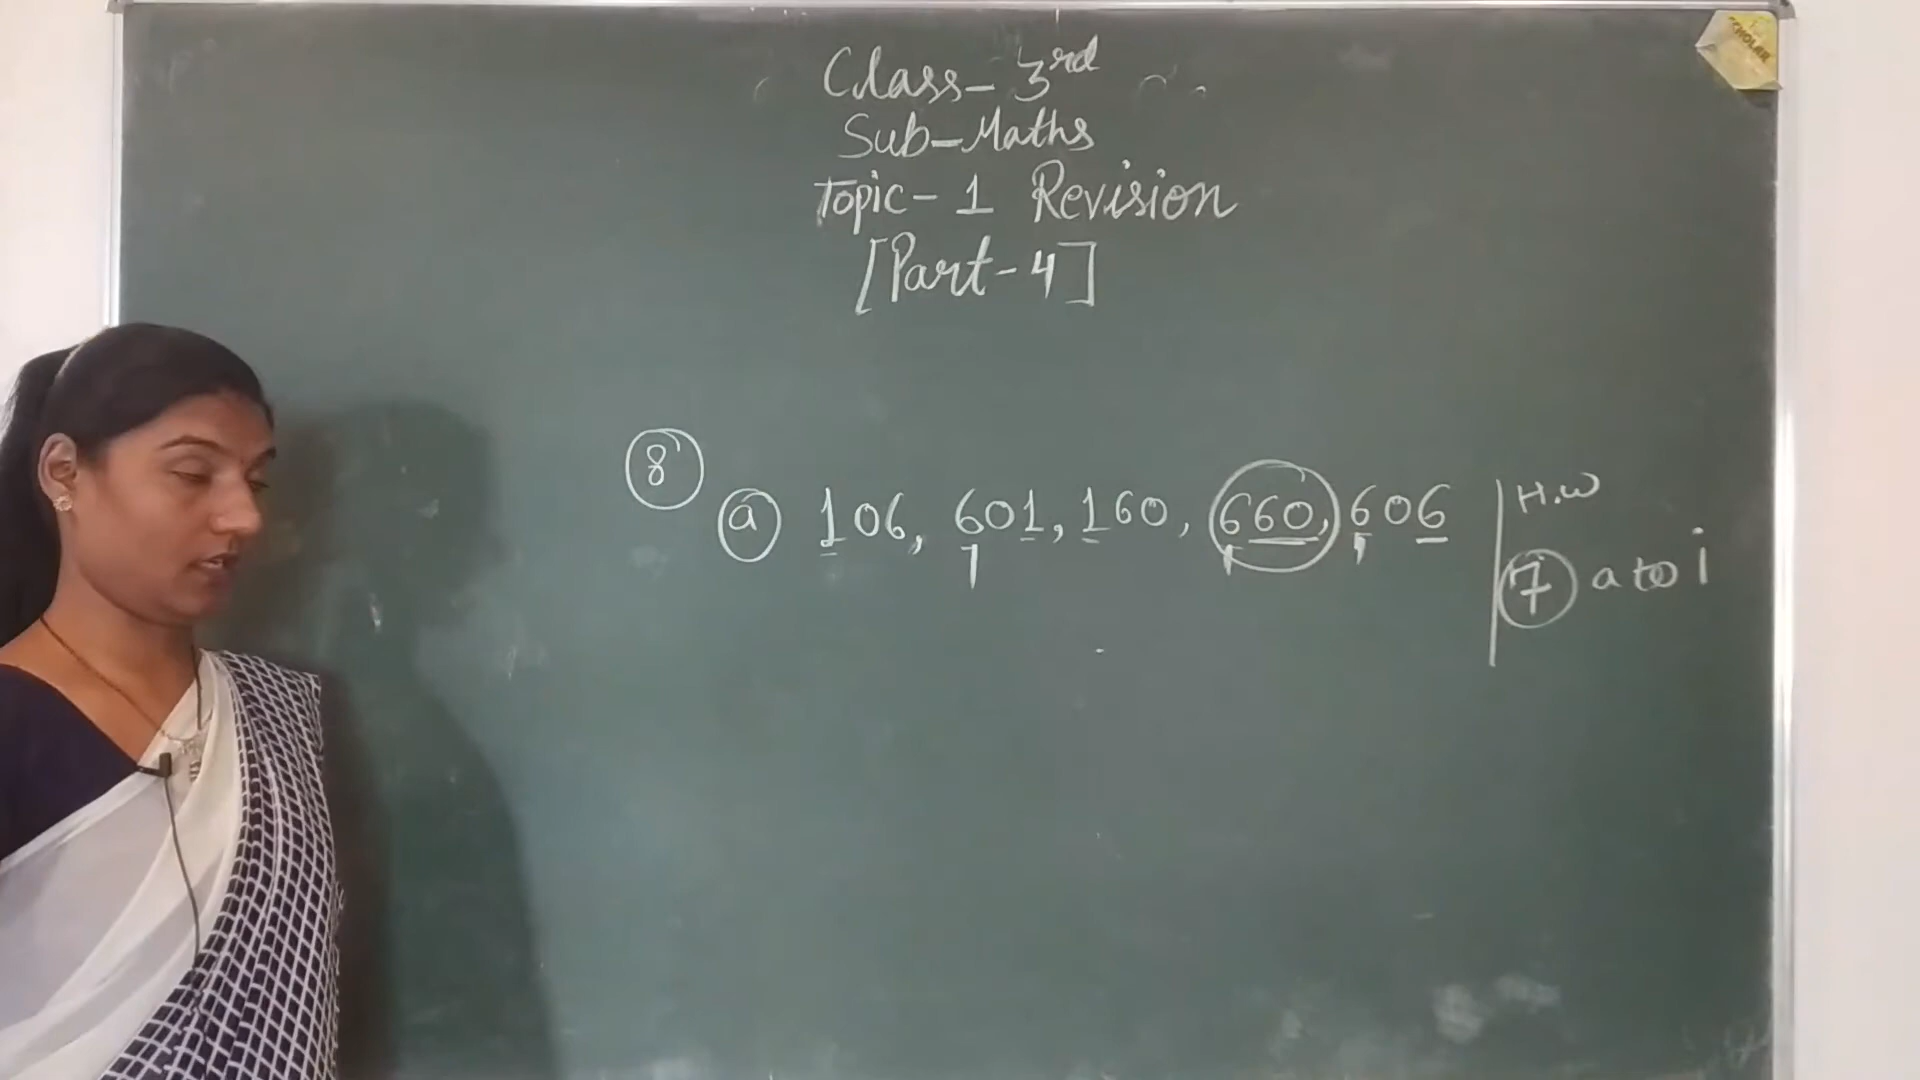 Class- 3rd
Sub-Maths
Topic- 1 Revision
[Part-4]
8
a 106, 601, 160, 660, 606
H.W
7 a to i